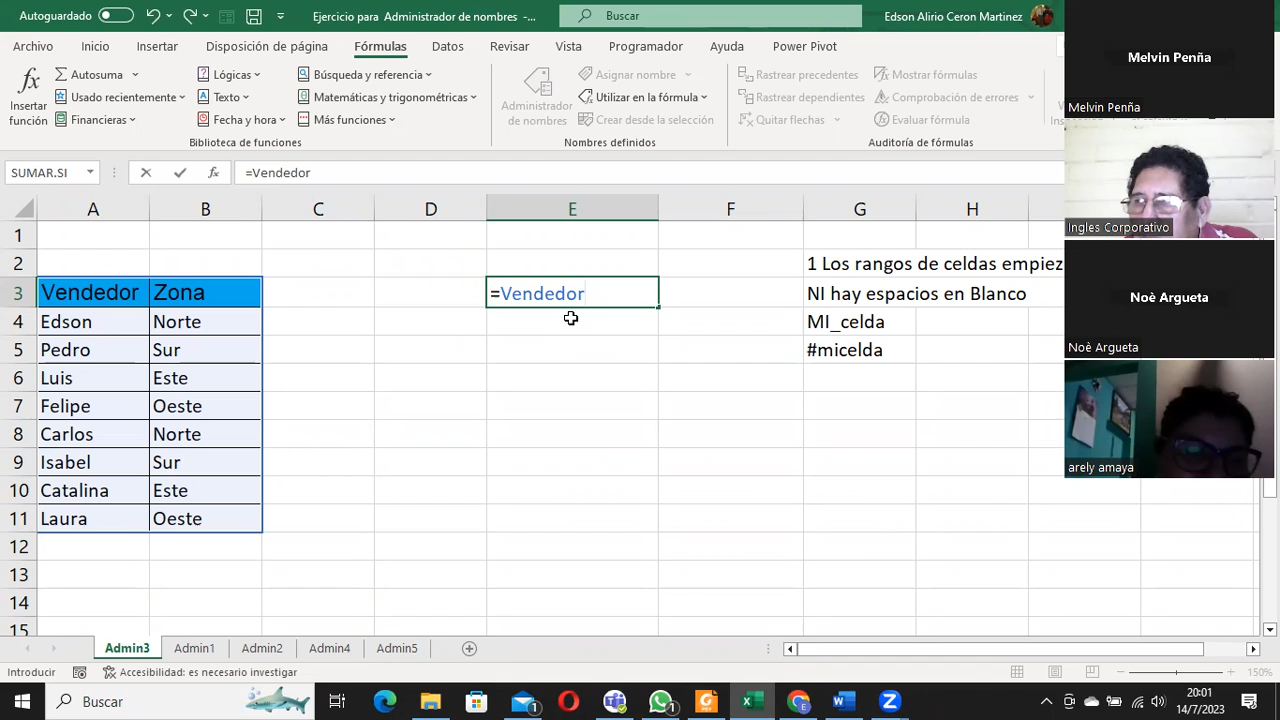 Autoguardado
Ejercicio para Administrador de nombres -...
Buscar
Edson Alirio Ceron Martinez
Archivo Inicio Insertar Disposición de página Fórmulas Datos Revisar Vista Programador Ayuda Power Pivot
Insertar función
Autosuma
Usado recientemente
Financieras
Lógicas
Texto
Fecha y hora
Búsqueda y referencia
Matemáticas y trigonométricas
Más funciones
Biblioteca de funciones
Administrador de nombres
Asignar nombre
Utilizar en la fórmula
Crear desde la selección
Nombres definidos
Rastrear precedentes
Rastrear dependientes
Quitar flechas
Mostrar fórmulas
Comprobación de errores
Evaluar fórmula
Auditoría de fórmulas
SUMAR.SI
fx
=Vendedor
A B C D E F G H
1
2 1 Los rangos de celdas empiez
3 Vendedor Zona =Vendedor NI hay espacios en Blanco
4 Edson Norte MI_celda
5 Pedro Sur #micelda
6 Luis Este
7 Felipe Oeste
8 Carlos Norte
9 Isabel Sur
10 Catalina Este
11 Laura Oeste
12
13
14
15
Admin3 Admin1 Admin2 Admin4 Admin5
Introducir
Accesibilidad: es necesario investigar
150%
Buscar
20:01
14/7/2023
Melvin Penña
Melvin Penña
Ingles Corporativo
Noè Argueta
Noè Argueta
arely amaya